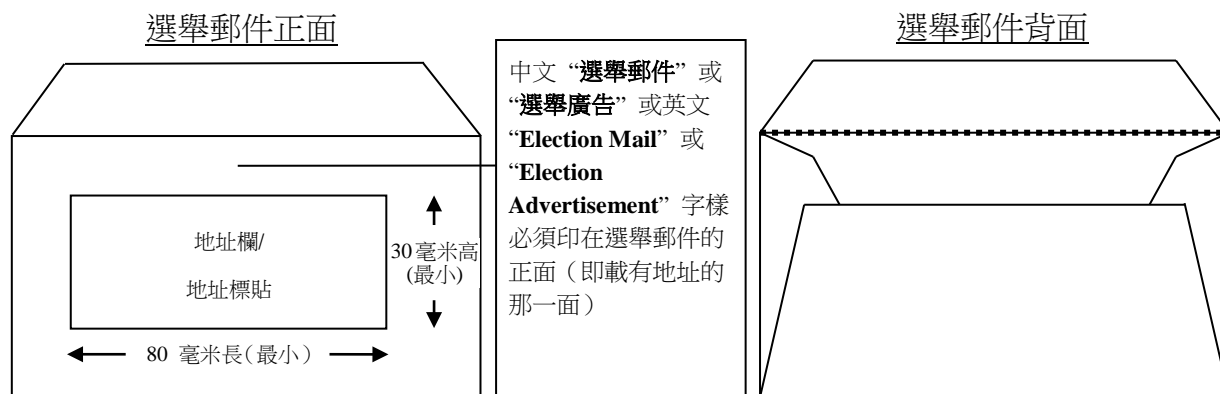 選舉郵件正面
地址欄/
地址標貼
30 毫米高
(最小)
80 毫米長(最小)
中文 “選舉郵件” 或
“選舉廣告” 或英文
“Election Mail” 或
“Election
Advertisement” 字樣
必須印在選舉郵件的
正面（即載有地址的
那一面）
選舉郵件背面